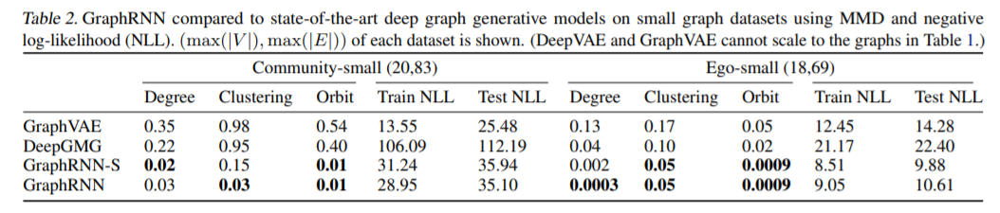 Table 2. GraphRNN compared to state-of-the-art deep graph generative models on small graph datasets using MMD and negative
log-likelihood (NLL). (max(|V|), max(|E|)) of each dataset is shown. (DeepVAE and GraphVAE cannot scale to the graphs in Table 1.)
Community-small (20,83) Ego-small (18,69)
Degree Clustering Orbit Train NLL Test NLL Degree Clustering Orbit Train NLL Test NLL
GraphVAE 0.35 0.98 0.54 13.55 25.48 0.13 0.17 0.05 12.45 14.28
DeepGMG 0.22 0.95 0.40 106.09 112.19 0.04 0.10 0.02 21.17 22.40
GraphRNN-S 0.02 0.15 0.01 31.24 35.94 0.002 0.05 0.0009 8.51 9.88
GraphRNN 0.03 0.03 0.01 28.95 35.10 0.0003 0.05 0.0009 9.05 10.61